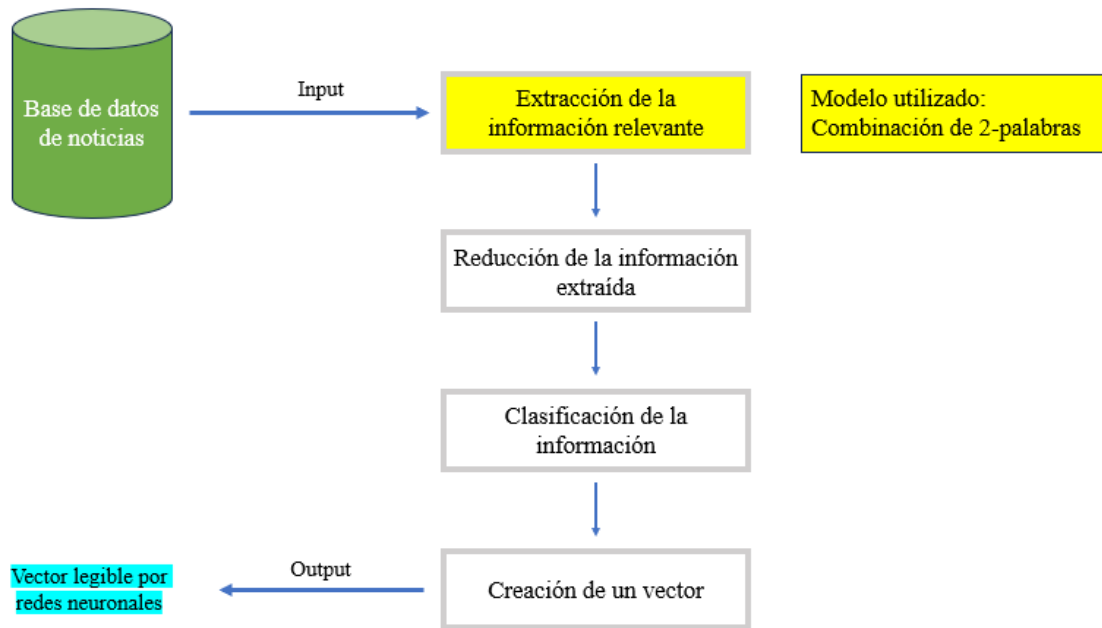 Base de datos
de noticias
Input
Extracción de la
información relevante
Modelo utilizado:
Combinación de 2-palabras
Reducción de la información
extraída
Clasificación de la
información
Creación de un vector
Output
Vector legible por
redes neuronales